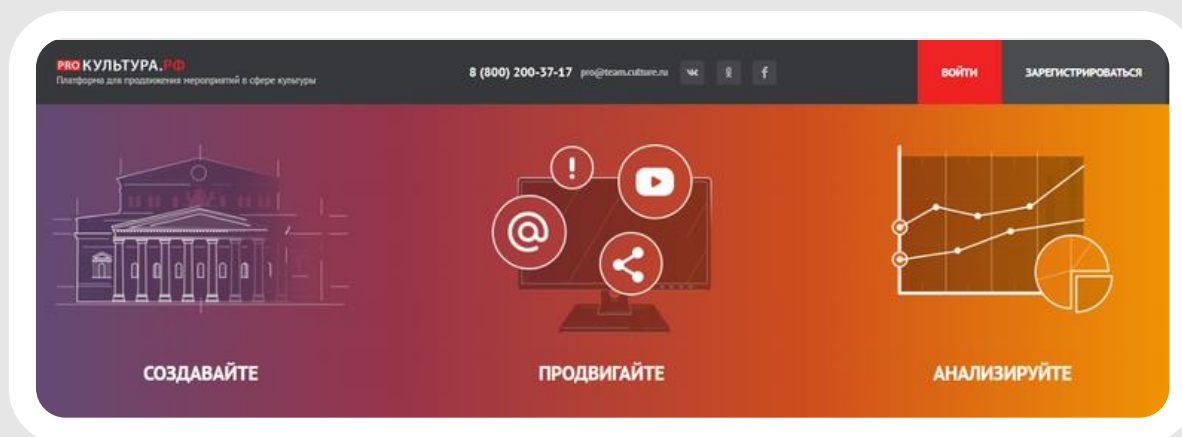 PRO КУЛЬТУРА.РФ
Платформа для продвижения мероприятий в сфере культуры
8 (800) 200-37-17 pro@team.culture.ru
ВОЙТИ
ЗАРЕГИСТРИРОВАТЬСЯ
СОЗДАВАЙТЕ
ПРОДВИГАЙТЕ
АНАЛИЗИРУЙТЕ